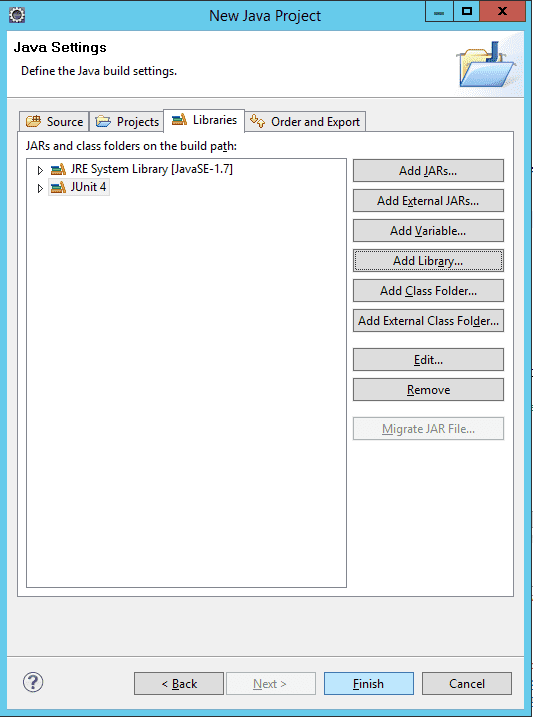 New Java Project
Java Settings
Define the Java build settings.
Source Projects Libraries Order and Export
JARs and class folders on the build path:
JRE System Library [JavaSE-1.7]
JUnit 4
Add JARs...
Add External JARs...
Add Variable...
Add Library...
Add Class Folder...
Add External Class Folder...
Edit...
Remove
Migrate JAR File...
? < Back Next > Finish Cancel